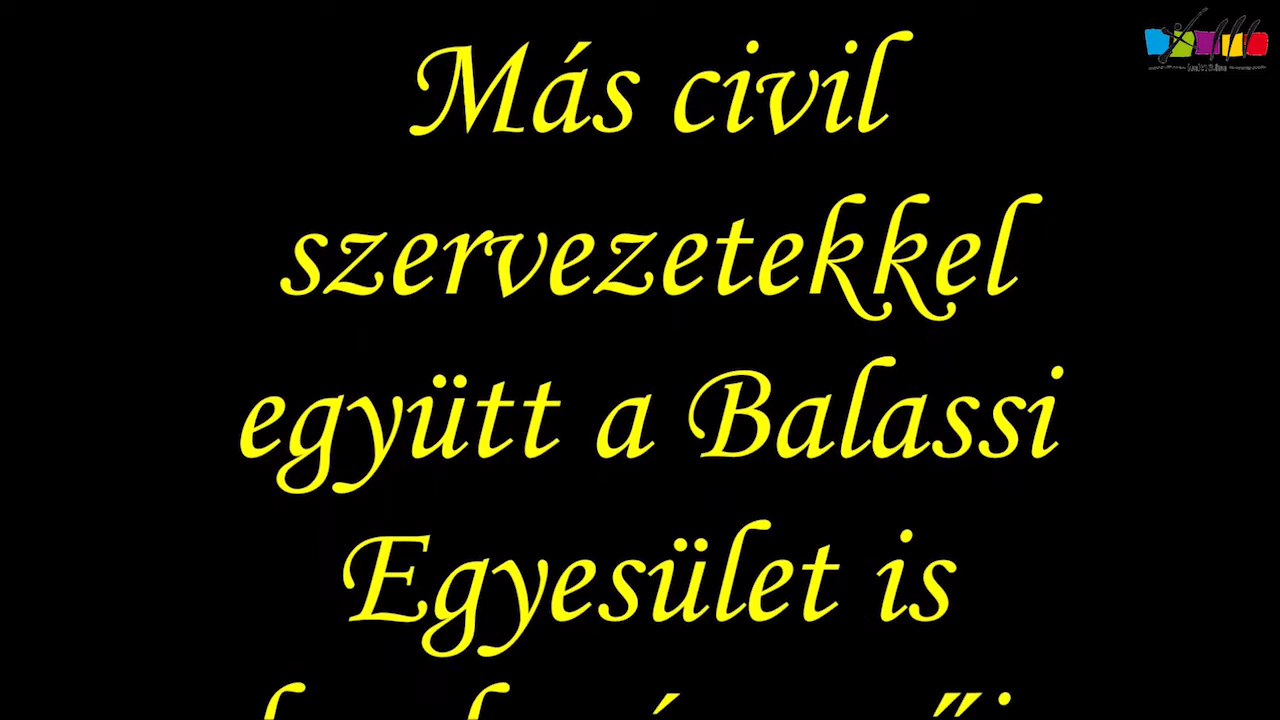 Más civil
szervezetekkel
együtt a Balassi
Egyesület is